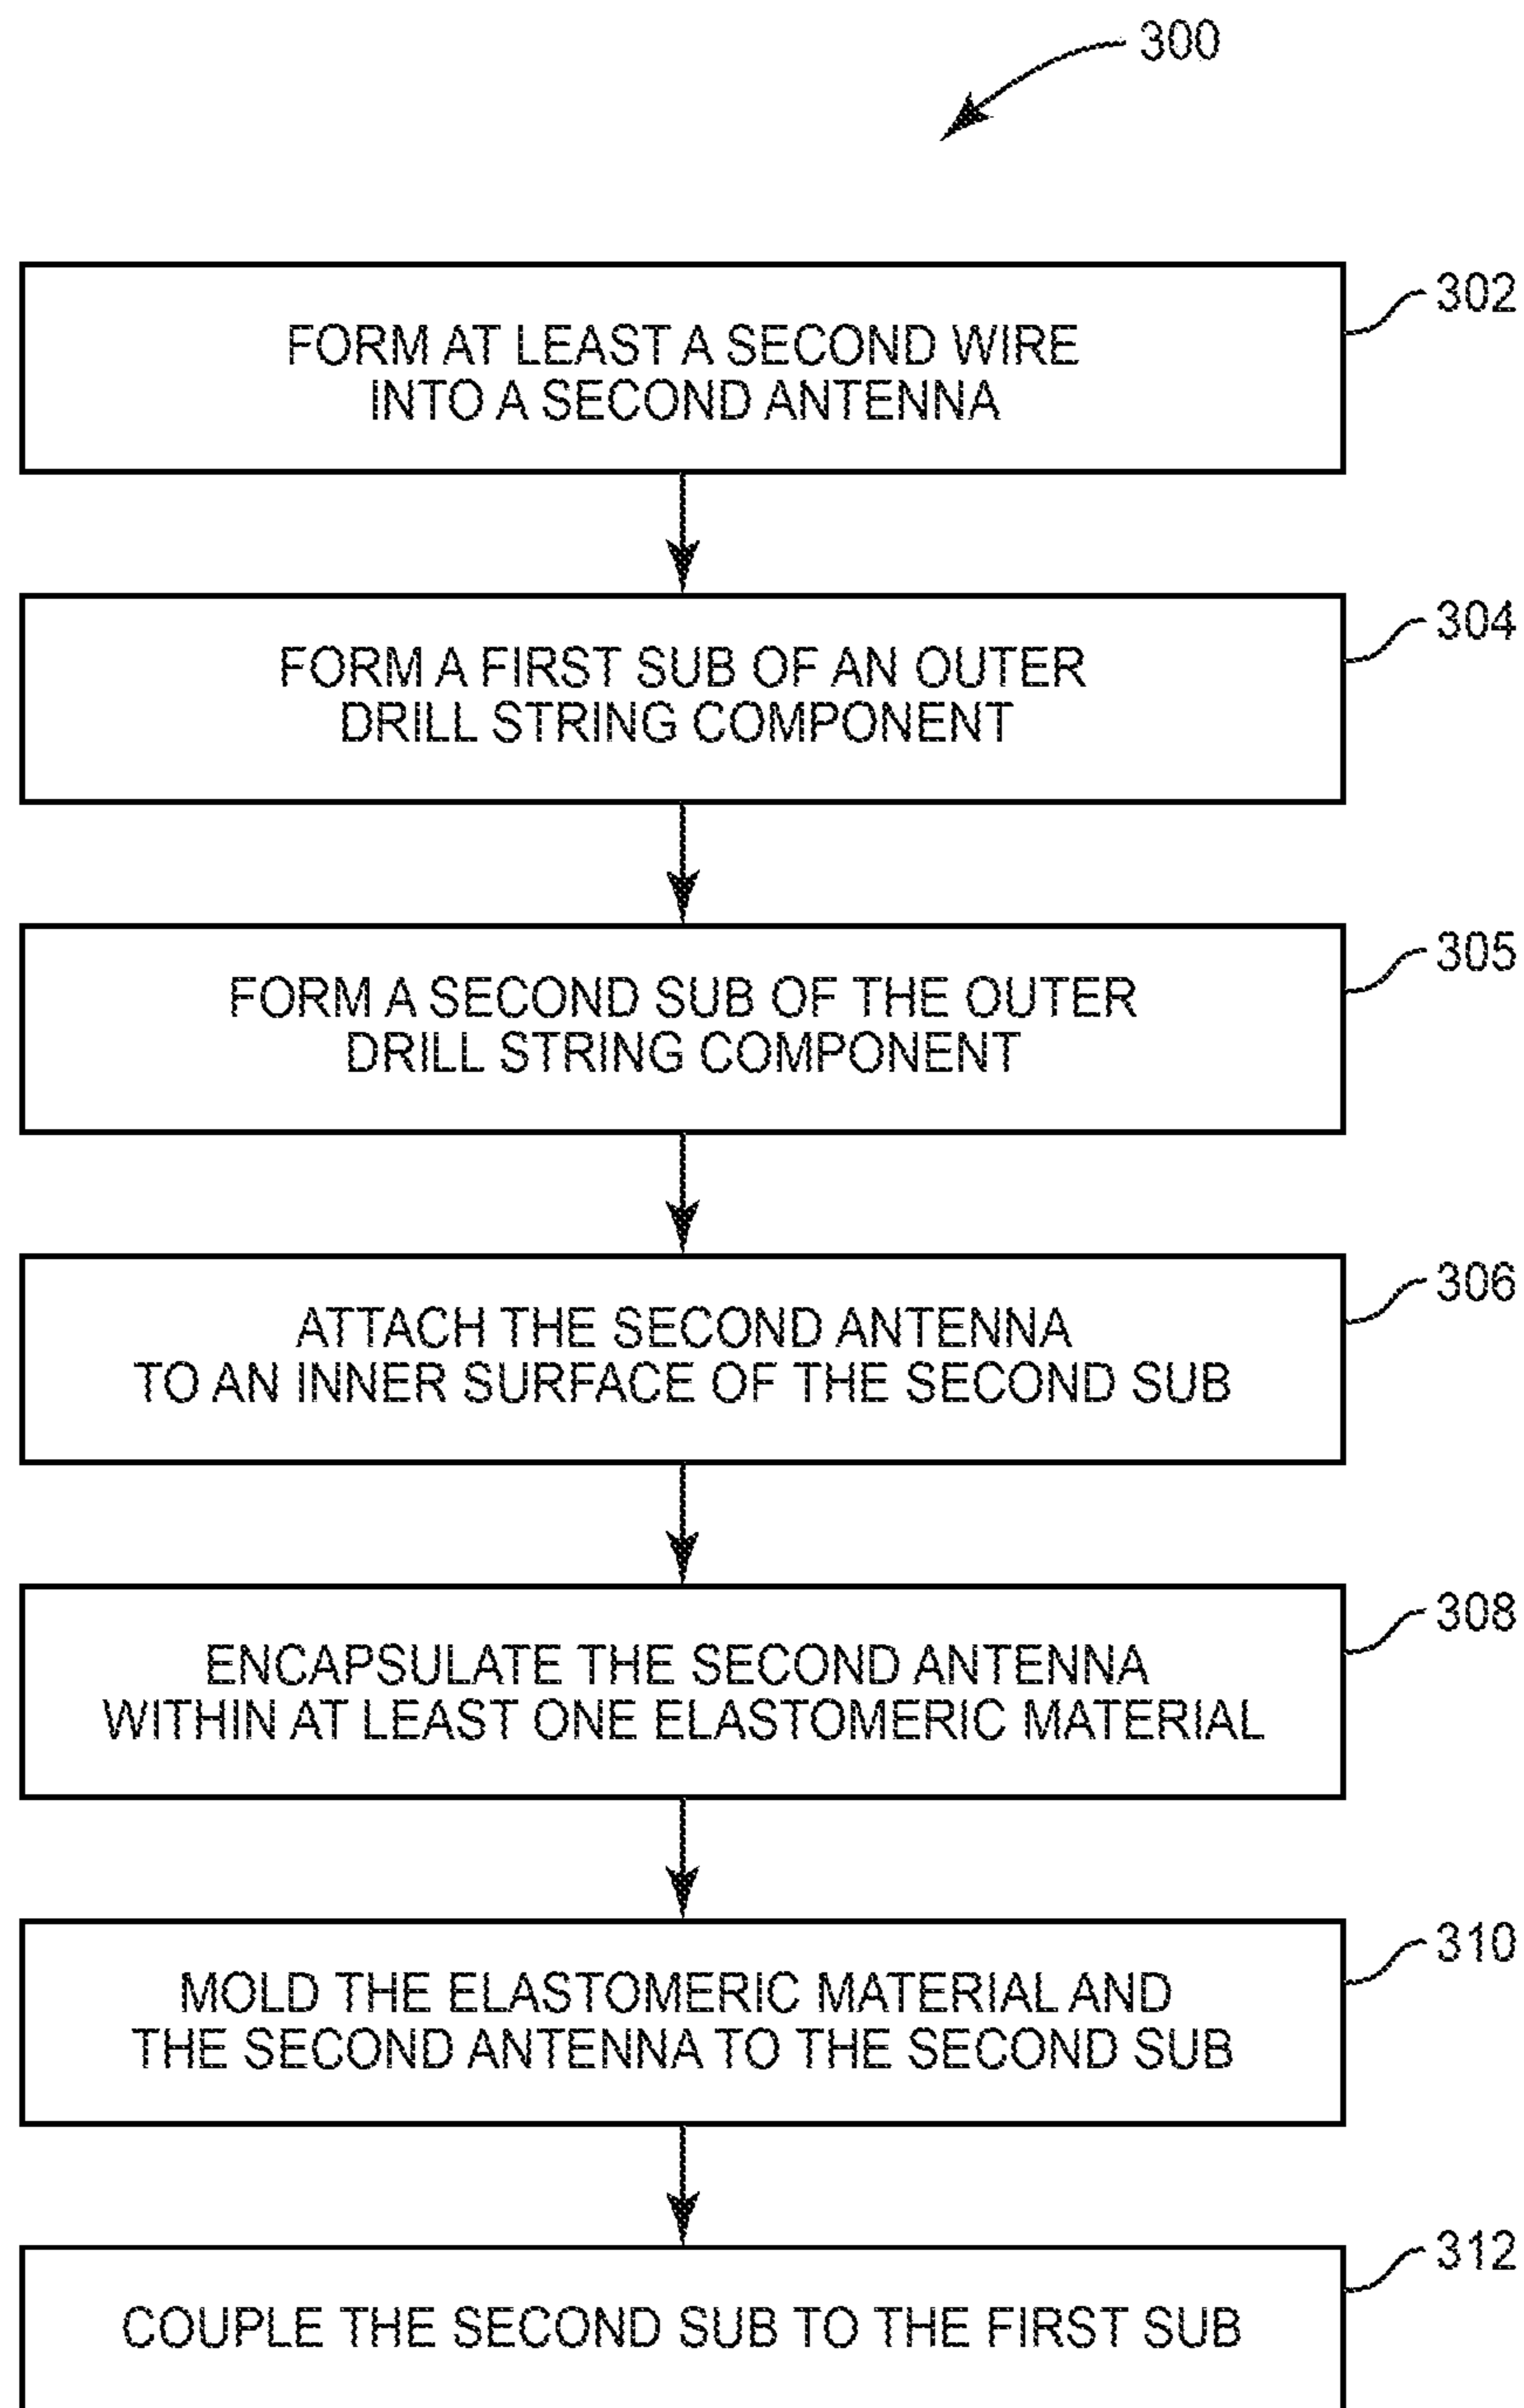 300
302
FORM AT LEAST A SECOND WIRE
INTO A SECOND ANTENNA
304
FORM A FIRST SUB OF AN OUTER
DRILL STRING COMPONENT
305
FORM A SECOND SUB OF THE OUTER
DRILL STRING COMPONENT
306
ATTACH THE SECOND ANTENNA
TO AN INNER SURFACE OF THE SECOND SUB
308
ENCAPSULATE THE SECOND ANTENNA
WITHIN AT LEAST ONE ELASTOMERIC MATERIAL
310
MOLD THE ELASTOMERIC MATERIAL AND
THE SECOND ANTENNA TO THE SECOND SUB
312
COUPLE THE SECOND SUB TO THE FIRST SUB